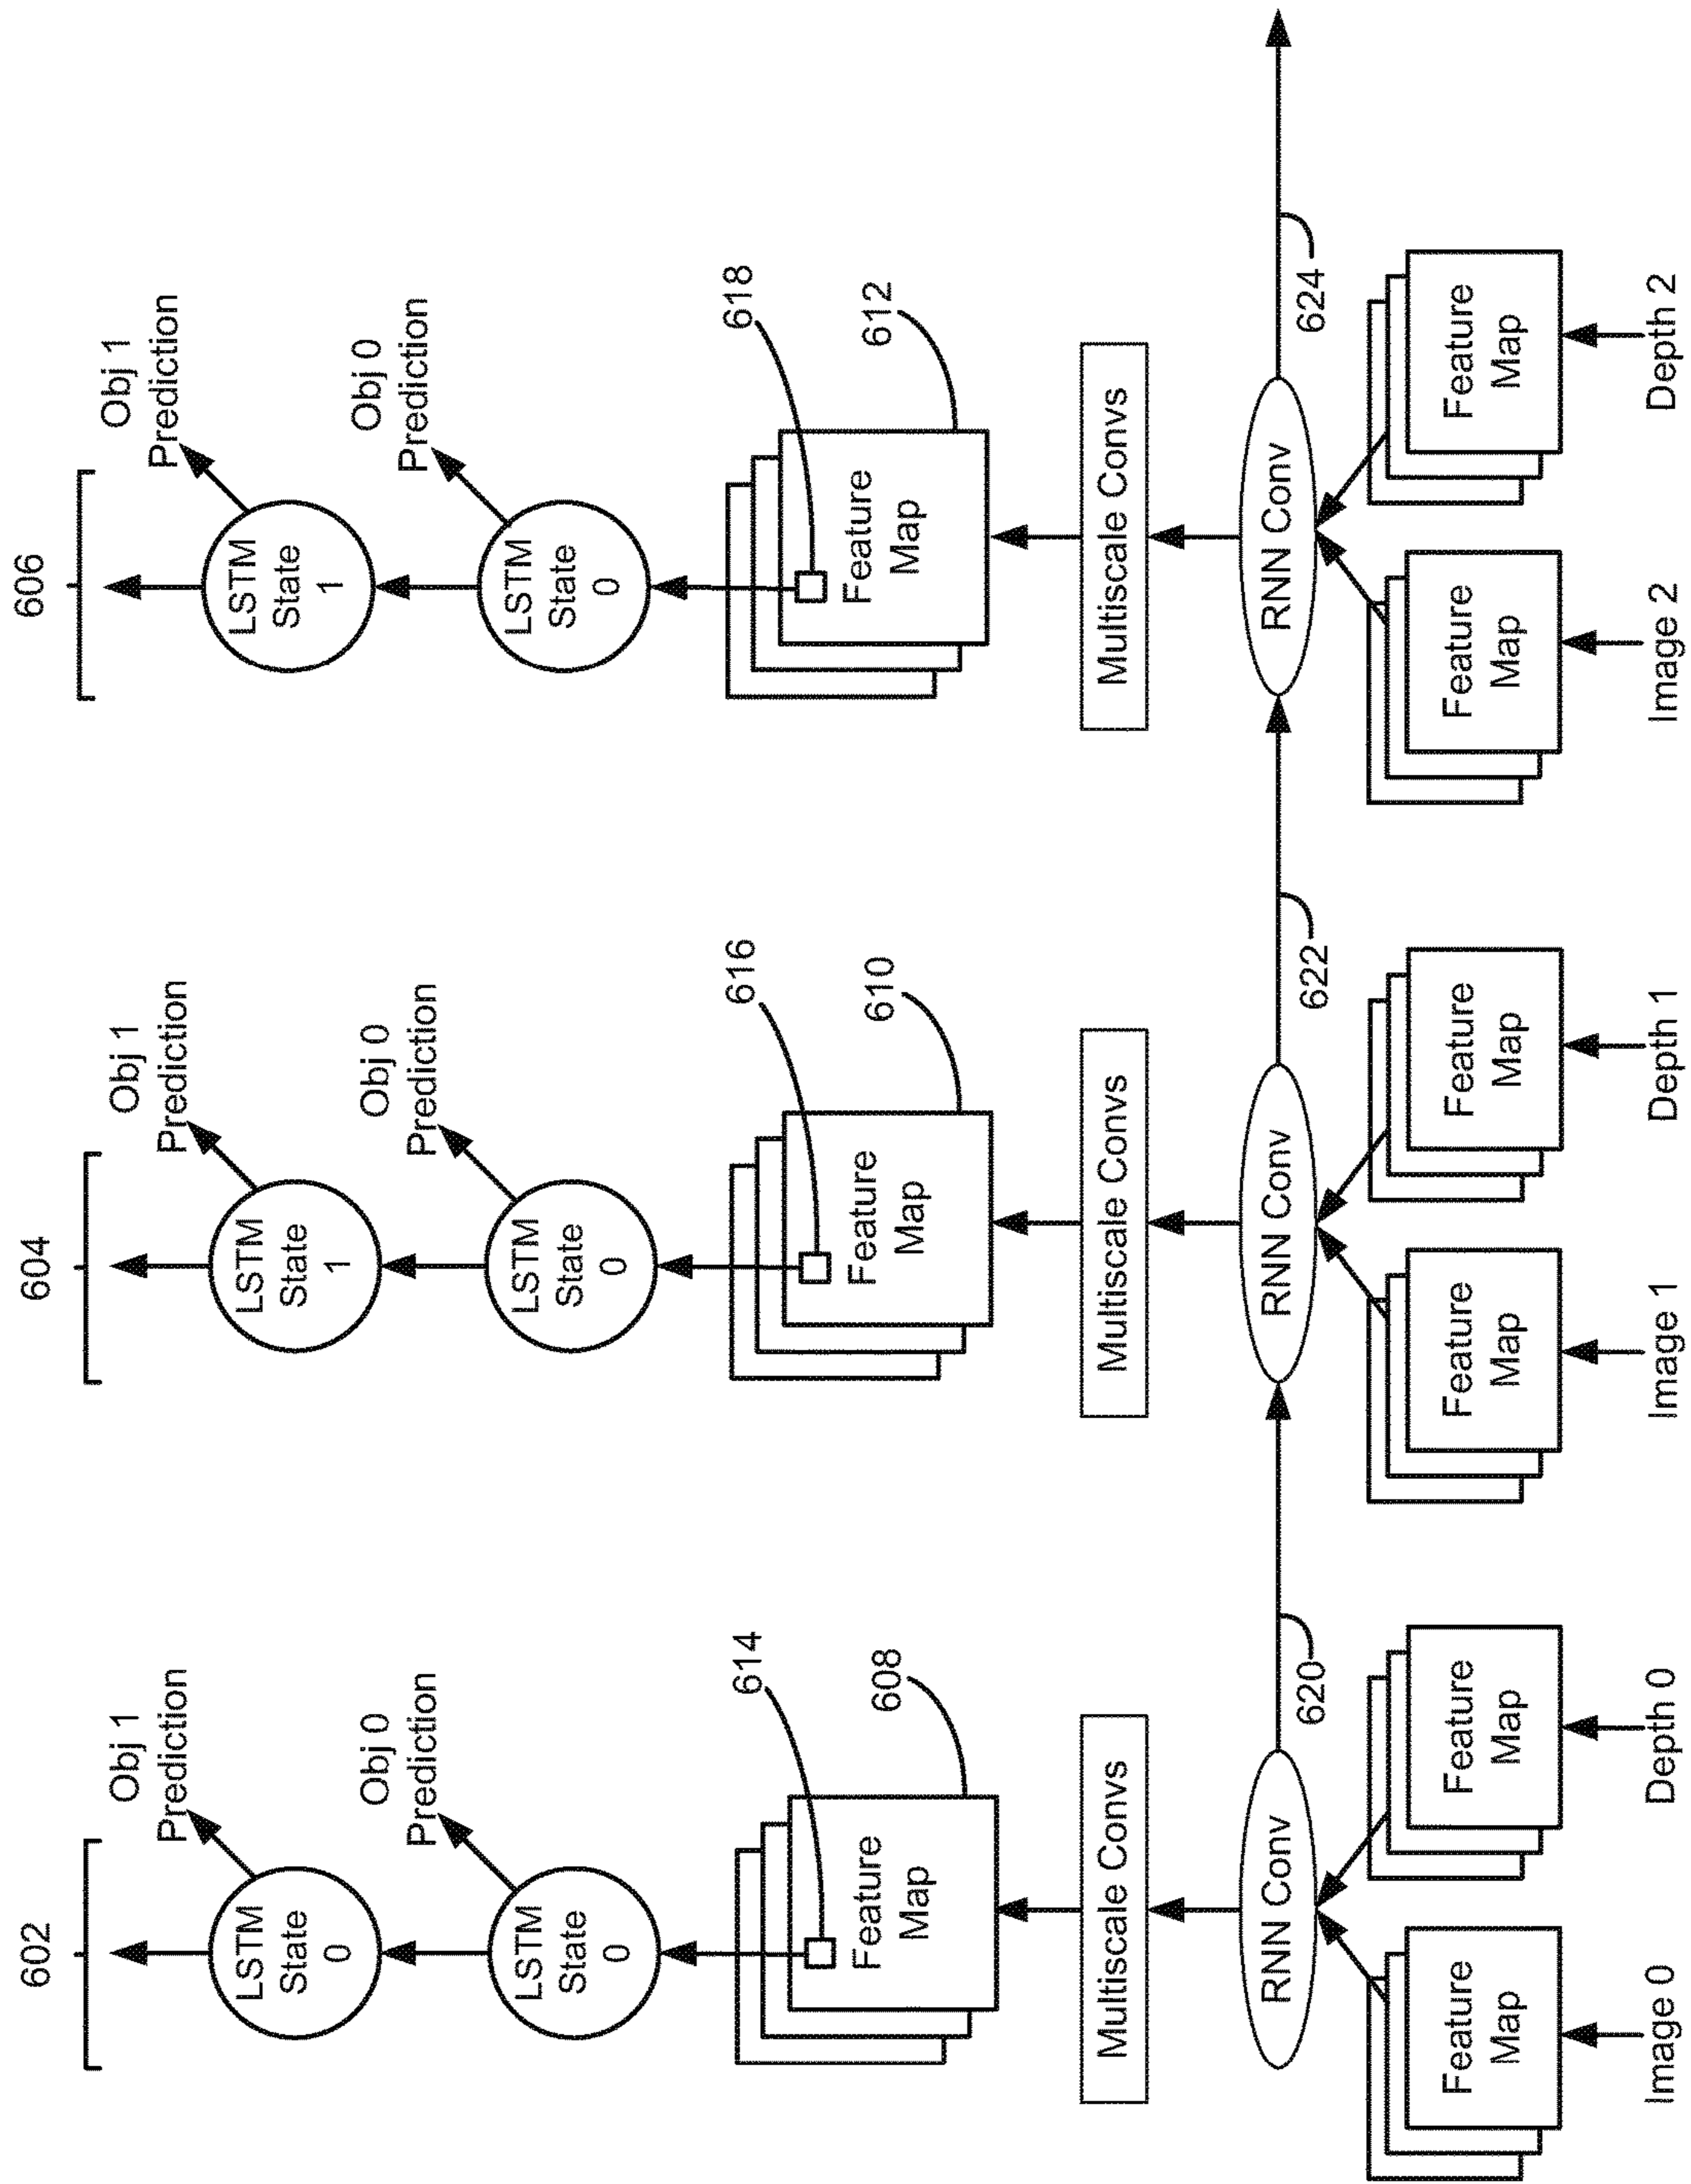 602
604
606
Obj 1
Prediction
Obj 1
Prediction
Obj 1
Prediction
LSTM
State
0
LSTM
State
1
LSTM
State
1
Obj 0
Prediction
Obj 0
Prediction
Obj 0
Prediction
LSTM
State
0
LSTM
State
0
LSTM
State
0
614
616
618
608
610
612
Feature
Map
Feature
Map
Feature
Map
Multiscale Convs
Multiscale Convs
Multiscale Convs
RNN Conv
RNN Conv
RNN Conv
620
622
624
Feature
Map
Feature
Map
Feature
Map
Feature
Map
Feature
Map
Feature
Map
Image 0
Depth 0
Image 1
Depth 1
Image 2
Depth 2